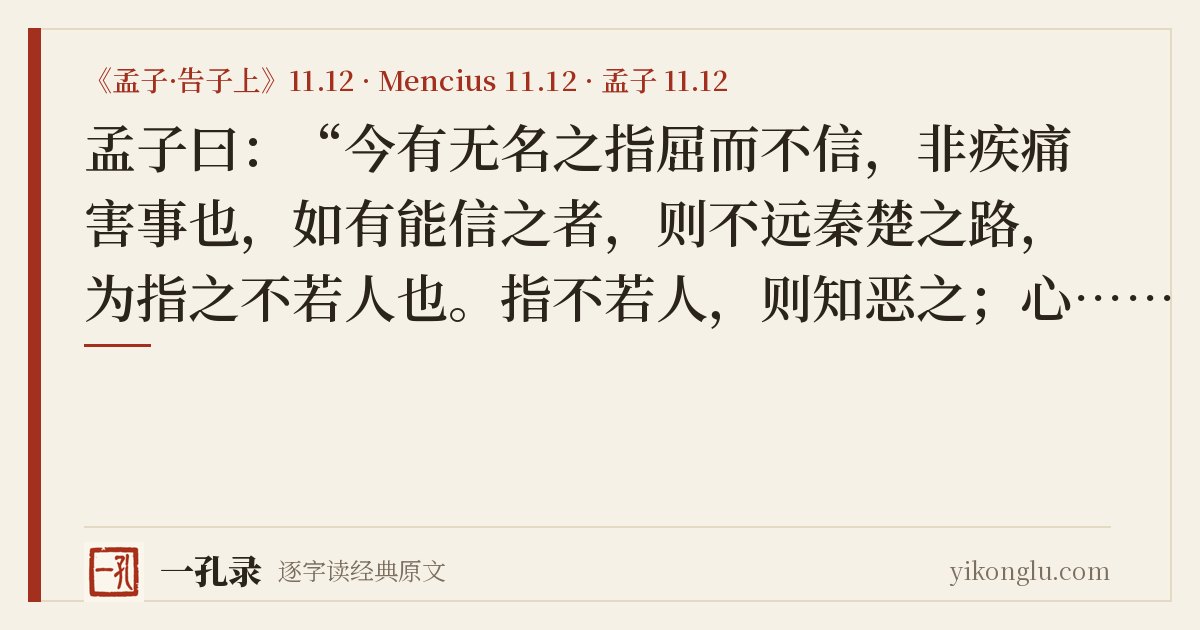 《孟子·告子上》11.12 · Mencius 11.12 · 孟子 11.12
孟子曰：“今有无名之指屈而不信，非疾痛
害事也，如有能信之者，则不远秦楚之路，
为指之不若人也。指不若人，则知恶之；心……
一孔
一孔录 逐字读经典原文 yikonglu.com